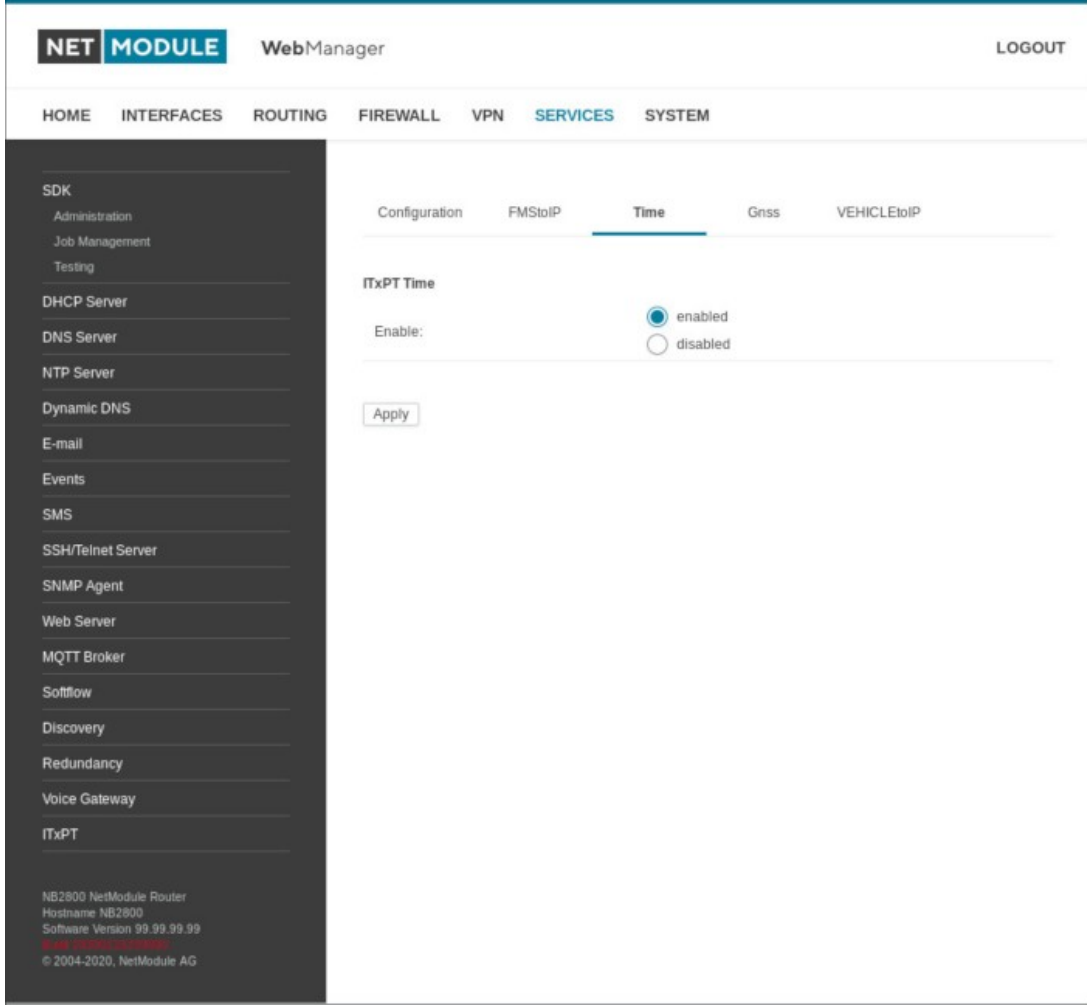 NET MODULE WebManager LOGOUT
HOME INTERFACES ROUTING FIREWALL VPN SERVICES SYSTEM
SDK
Administration
Job Management
Testing
DHCP Server
DNS Server
NTP Server
Dynamic DNS
E-mail
Events
SMS
SSH/Telnet Server
SNMP Agent
Web Server
MQTT Broker
Softflow
Discovery
Redundancy
Voice Gateway
ITxPT
NB2800 NetModule Router
Hostname NB2800
Software Version 99.99.99.99
© 2004-2020, NetModule AG
Configuration FMStoIP Time Gnss VEHICLEtoIP
ITxPT Time
Enable:
enabled
disabled
Apply